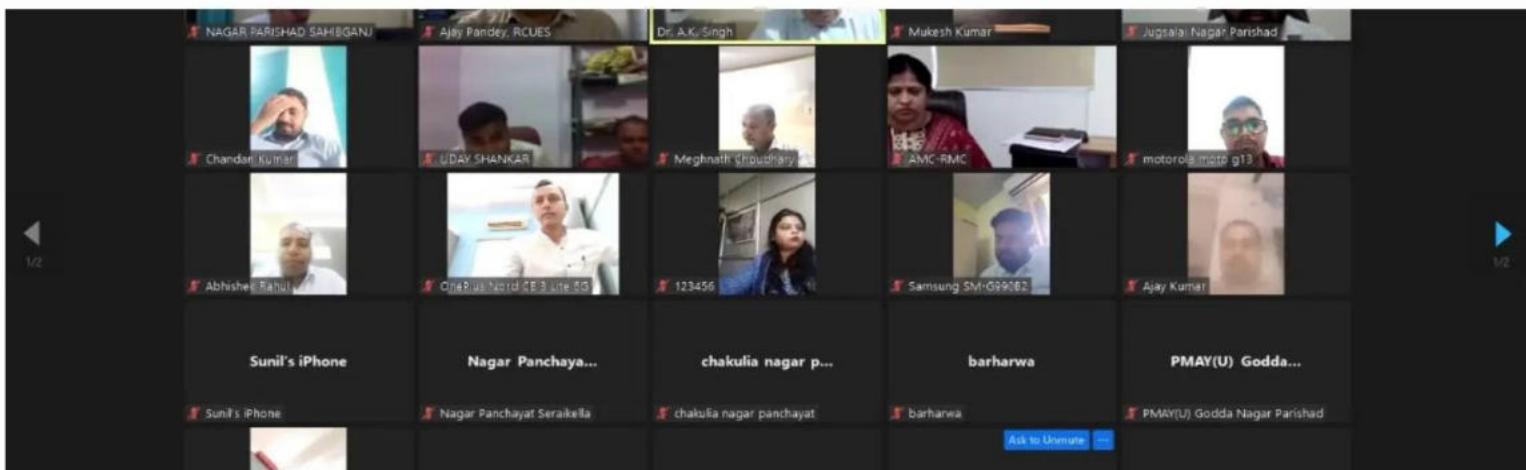 NAGAR PARISHAD SAHIBGANJ
Ajay Pandey, RCUES
Dr. A.K. Singh
Mukesh Kumar
Jugsalai Nagar Parishad
Chandan Kumar
UDAY SHANKAR
Meghnath Choudhary
AMC-RMC
motorola moto g13
1/2
1/2
Abhishek Rahul
OnePlus Nord CE 3 Lite 5G
123456
Samsung SM-G990B2
Ajay Kumar
Sunil's iPhone
Nagar Panchaya...
chakulia nagar p...
barharwa
PMAY(U) Godda...
Sunil's iPhone
Nagar Panchayat Seraikella
chakulia nagar panchayat
barharwa
PMAY(U) Godda Nagar Parishad
Ask to Unmute